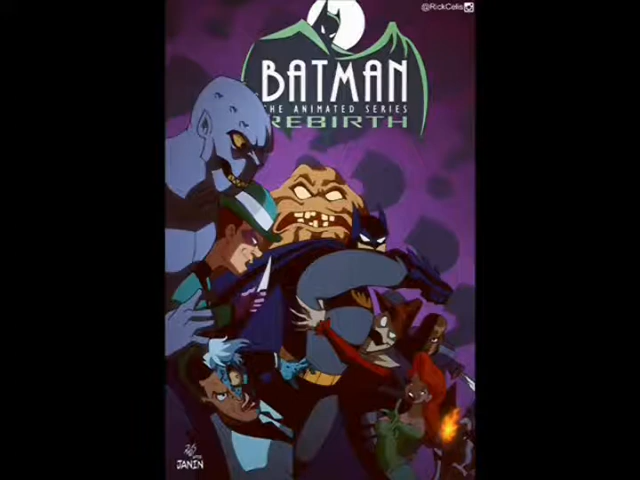 @RickCelis
BATMAN
THE ANIMATED SERIES
REBIRTH
JANIN